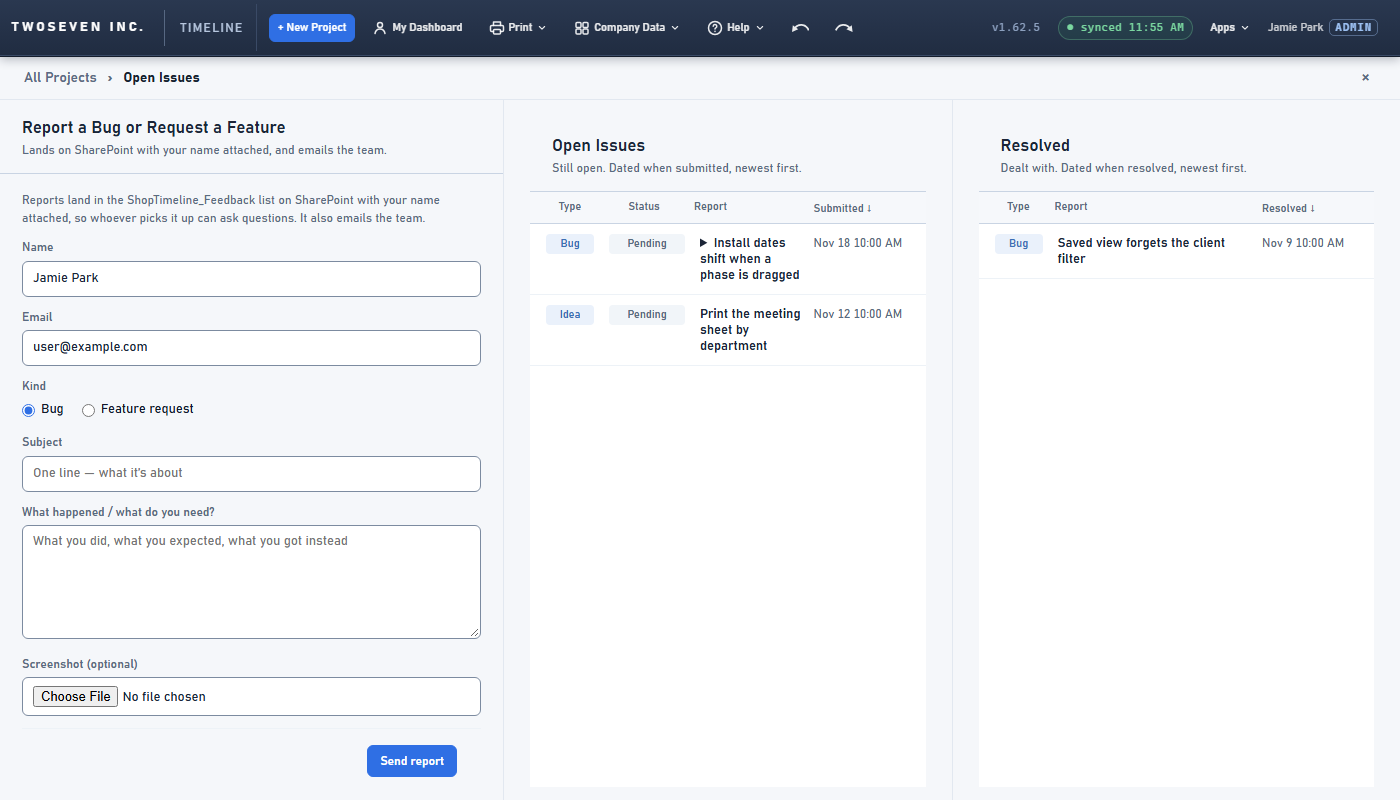 TWOSEVEN INC. TIMELINE + New Project My Dashboard Print Company Data Help v1.62.5 synced 11:55 AM Apps Jamie Park ADMIN
All Projects › Open Issues ×
Report a Bug or Request a Feature
Lands on SharePoint with your name attached, and emails the team.
Reports land in the ShopTimeline_Feedback list on SharePoint with your name
attached, so whoever picks it up can ask questions. It also emails the team.
Name
Jamie Park
Email
user@example.com
Kind
Bug Feature request
Subject
One line — what it's about
What happened / what do you need?
What you did, what you expected, what you got instead
Screenshot (optional)
Choose File No file chosen
Send report
Open Issues
Still open. Dated when submitted, newest first.
Type Status Report Submitted ↓
Bug Pending ▶ Install dates Nov 18 10:00 AM
shift when a
phase is dragged
Idea Pending Print the meeting Nov 12 10:00 AM
sheet by
department
Resolved
Dealt with. Dated when resolved, newest first.
Type Report Resolved ↓
Bug Saved view forgets the client Nov 9 10:00 AM
filter